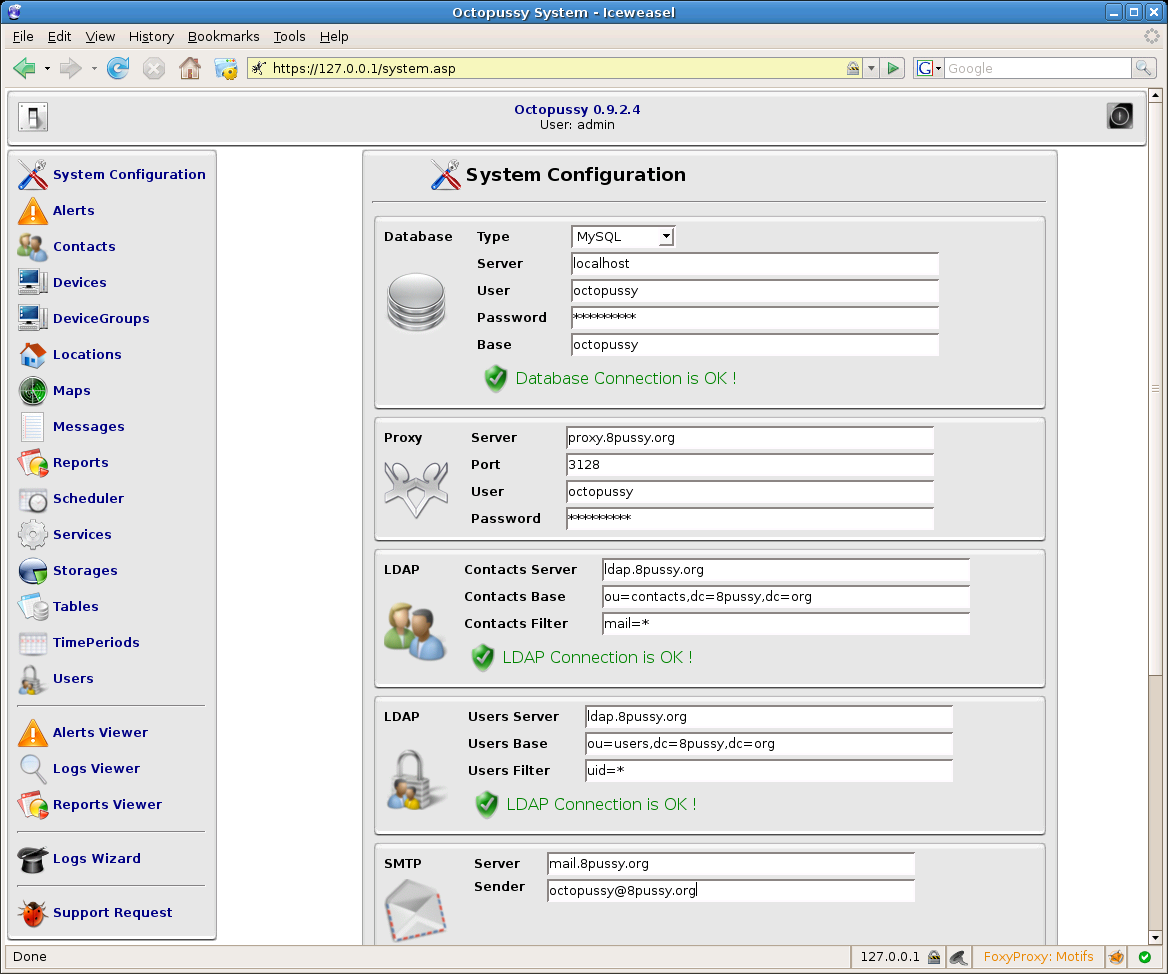 Octopussy System - Iceweasel
File Edit View History Bookmarks Tools Help
https://127.0.0.1/system.asp
G Google
Octopussy 0.9.2.4
User: admin
System Configuration
Alerts
Contacts
Devices
DeviceGroups
Locations
Maps
Messages
Reports
Scheduler
Services
Storages
Tables
TimePeriods
Users
Alerts Viewer
Logs Viewer
Reports Viewer
Logs Wizard
Support Request
System Configuration
Database Type MySQL
Server localhost
User octopussy
Password *********
Base octopussy
Database Connection is OK !
Proxy Server proxy.8pussy.org
Port 3128
User octopussy
Password *********
LDAP Contacts Server ldap.8pussy.org
Contacts Base ou=contacts,dc=8pussy,dc=org
Contacts Filter mail=*
LDAP Connection is OK !
LDAP Users Server ldap.8pussy.org
Users Base ou=users,dc=8pussy,dc=org
Users Filter uid=*
LDAP Connection is OK !
SMTP Server mail.8pussy.org
Sender octopussy@8pussy.org
Done 127.0.0.1 FoxyProxy: Motifs